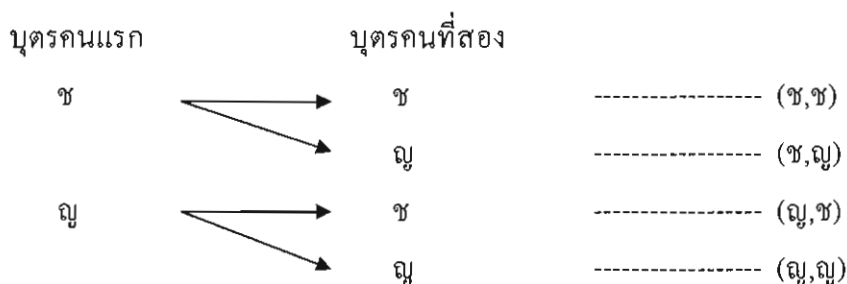 บุตรคนแรก บุตรคนที่สอง
ช ช ---------------- (ช,ช)
ญ ---------------- (ช,ญ)
ญ ช ---------------- (ญ,ช)
ญ ---------------- (ญ,ญ)